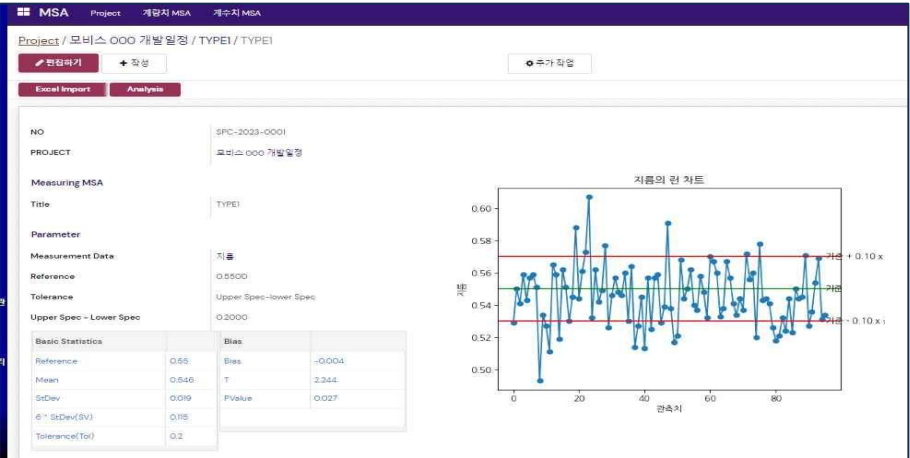 MSA Project 계량치 MSA 계수치 MSA
Project / 모비스 OOO 개발일정 / TYPE1 / TYPE1
편집하기 + 작성 추가 작업
Excel Import Analysis
NO SPC-2023-0001
PROJECT 모비스 OOO 개발일정
Measuring MSA
Title TYPE1
Parameter
Measurement Data 지름
Reference 0.5500
Tolerance Upper Spec-lower Spec
Upper Spec - Lower Spec 0.2000
Basic Statistics Bias
Reference 0.55 Bias -0.004
Mean 0.546 T 2.244
StDev 0.019 PValue 0.027
6 * StDev(SV) 0.115
Tolerance(Tol) 0.2
지름의 런 차트
0.60
0.58
기준 + 0.10 x
0.56
지름
기준
0.54
기준 - 0.10 x
0.52
0.50
0 20 40 60 80
관측치